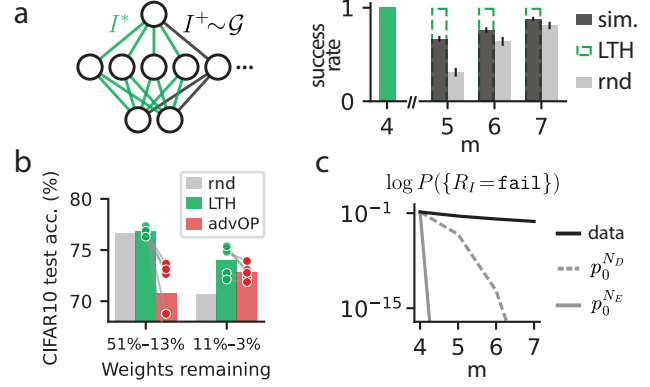 a
I* I⁺∼𝒢
...
success rate
1
0
4 5 6 7
m
sim.
LTH
rnd
b
CIFAR10 test acc. (%)
80
75
70
rnd
LTH
advOP
51%–13% 11%–3%
Weights remaining
c
log P({R_I=fail})
10⁻¹
10⁻¹⁵
4 5 6 7
m
data
p₀^{N_D}
p₀^{N_E}